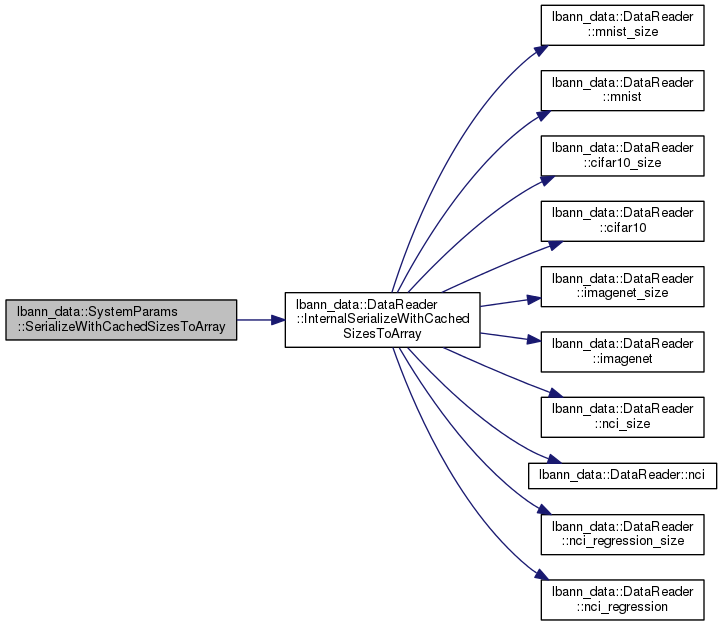 lbann_data::SystemParams
::SerializeWithCachedSizesToArray
lbann_data::DataReader
::InternalSerializeWithCached
SizesToArray
lbann_data::DataReader
::mnist_size
lbann_data::DataReader
::mnist
lbann_data::DataReader
::cifar10_size
lbann_data::DataReader
::cifar10
lbann_data::DataReader
::imagenet_size
lbann_data::DataReader
::imagenet
lbann_data::DataReader
::nci_size
lbann_data::DataReader::nci
lbann_data::DataReader
::nci_regression_size
lbann_data::DataReader
::nci_regression